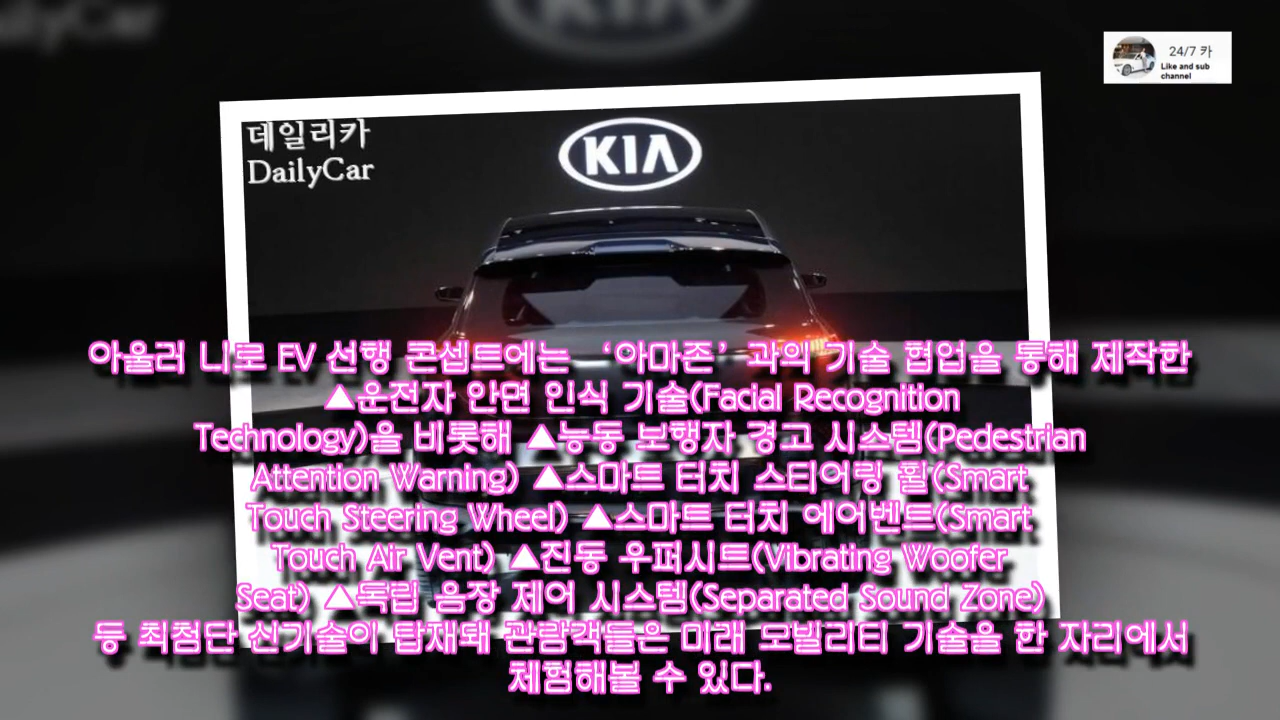 24/7 카
Like and sub
channel
데일리카
DailyCar
KIA
아울러 니로 EV 선행 콘셉트에는 ‘아마존’과의 기술 협업을 통해 제작한
▲운전자 안면 인식 기술(Facial Recognition
Technology)을 비롯해 ▲능동 보행자 경고 시스템(Pedestrian
Attention Warning) ▲스마트 터치 스티어링 휠(Smart
Touch Steering Wheel) ▲스마트 터치 에어벤트(Smart
Touch Air Vent) ▲진동 우퍼시트(Vibrating Woofer
Seat) ▲독립 음장 제어 시스템(Separated Sound Zone)
등 최첨단 신기술이 탑재돼 관람객들은 미래 모빌리티 기술을 한 자리에서
체험해볼 수 있다.